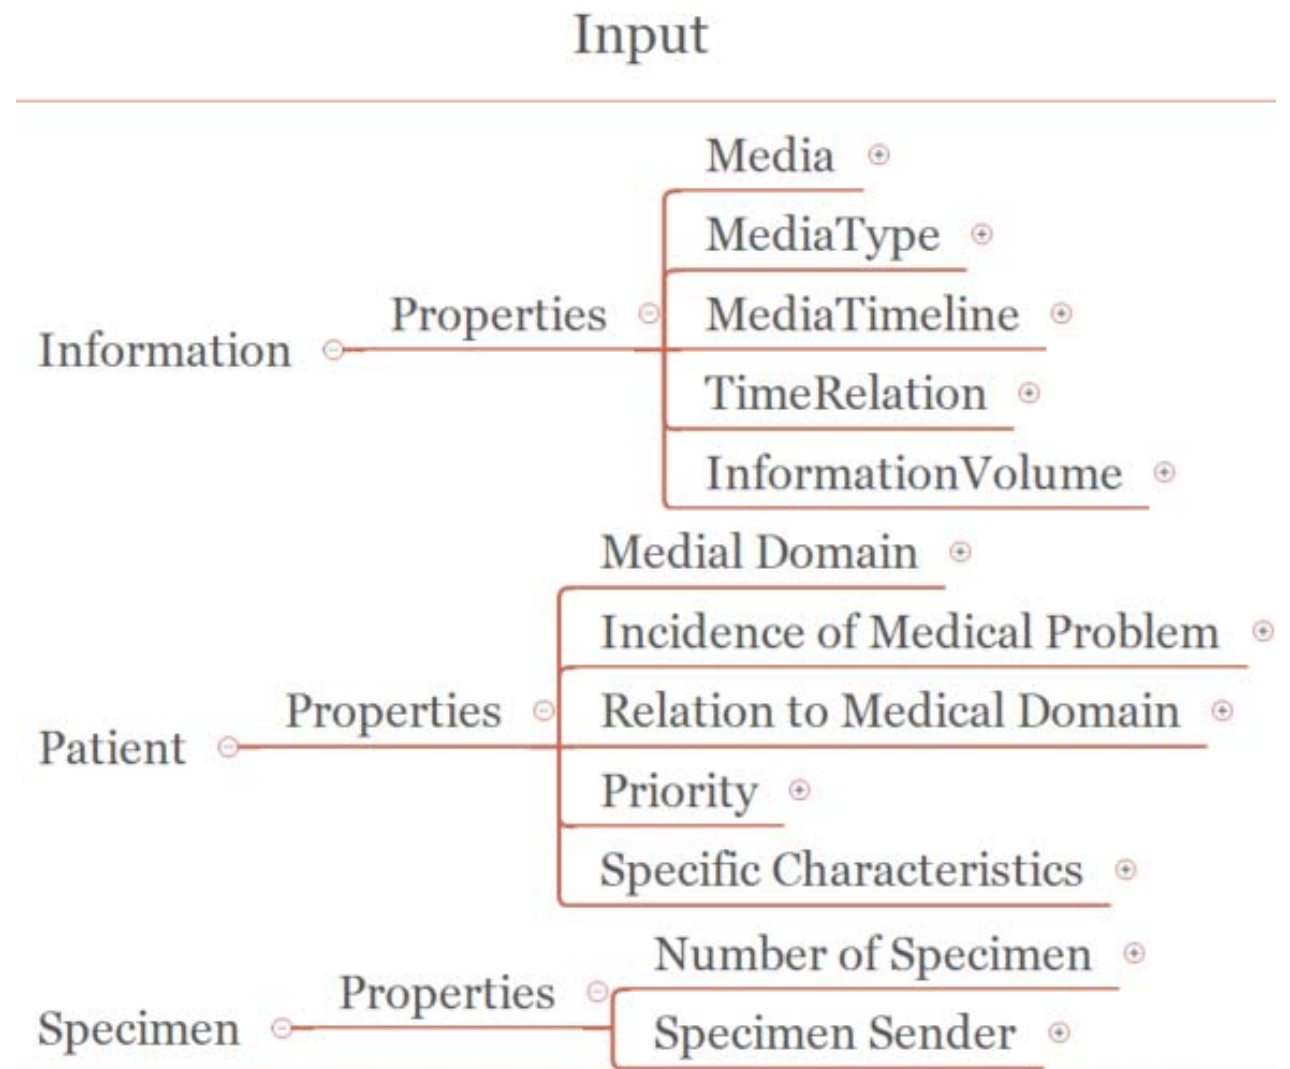 Input
Media
MediaType
Properties
MediaTimeline
Information
TimeRelation
InformationVolume
Medial Domain
Incidence of Medical Problem
Properties
Relation to Medical Domain
Patient
Priority
Specific Characteristics
Number of Specimen
Properties
Specimen
Specimen Sender